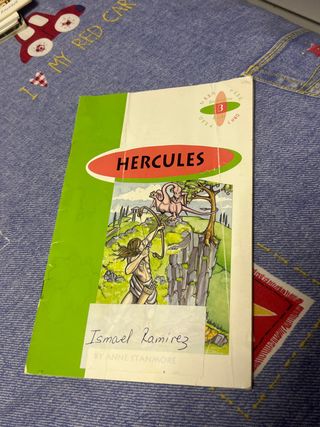 I MY RED CAR
3
HERCULES
Ismael Ramirez
BY ANNE STANMORE